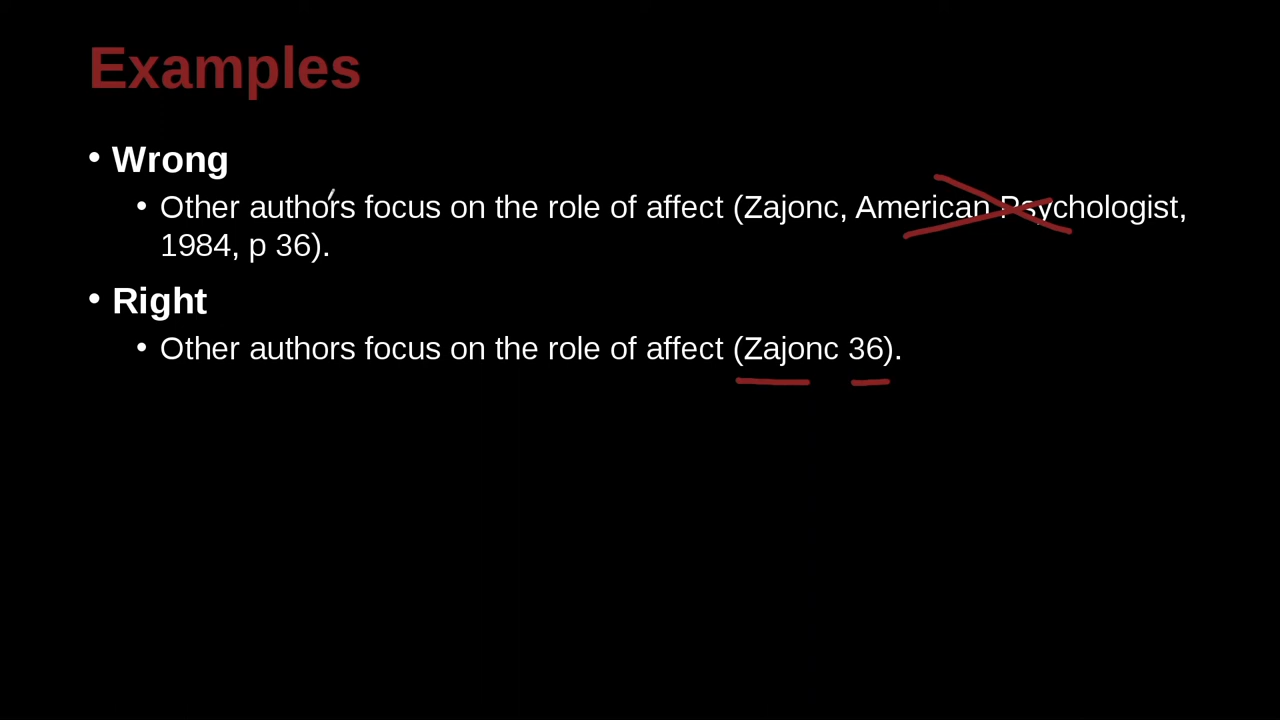 Examples
• Wrong
• Other authors focus on the role of affect (Zajonc, American Psychologist,
1984, p 36).
• Right
• Other authors focus on the role of affect (Zajonc 36).